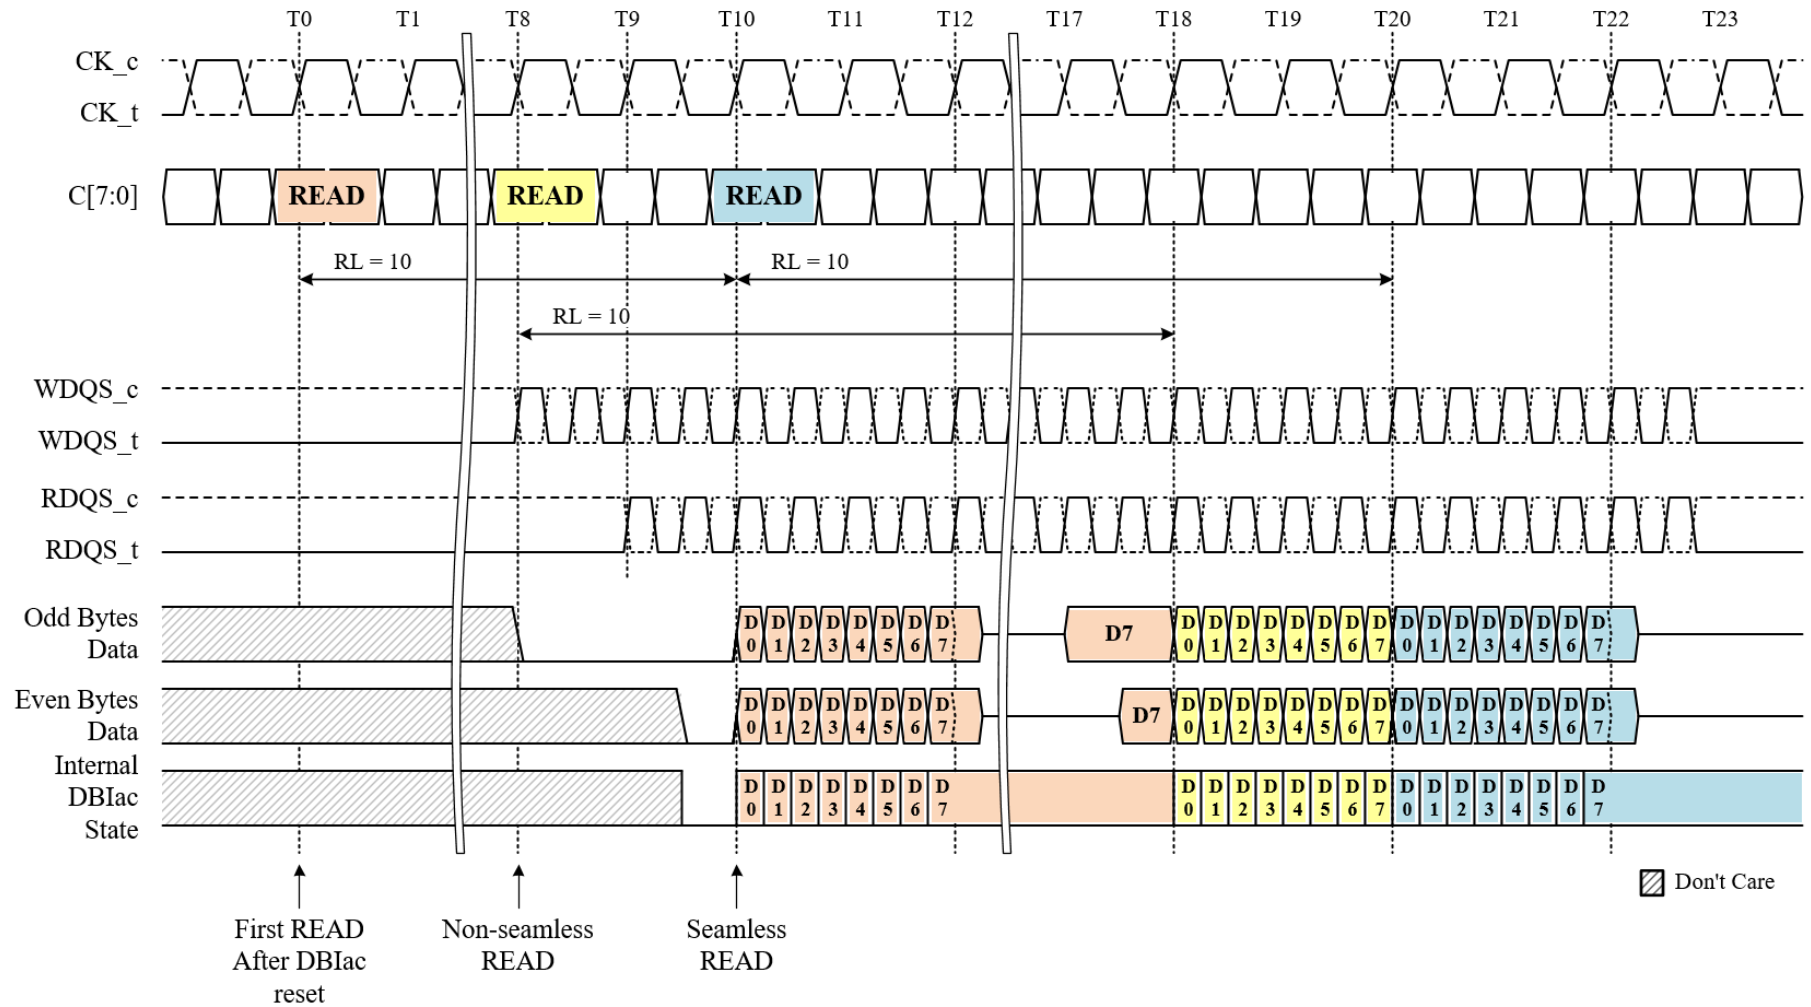 T0 T1 T8 T9 T10 T11 T12 T17 T18 T19 T20 T21 T22 T23
CK_c
CK_t
C[7:0] READ READ READ
RL = 10 RL = 10
RL = 10
WDQS_c
WDQS_t
RDQS_c
RDQS_t
Odd Bytes
Data
D0 D1 D2 D3 D4 D5 D6 D7 D7 D0 D1 D2 D3 D4 D5 D6 D7 D0 D1 D2 D3 D4 D5 D6 D7
Even Bytes
Data
D0 D1 D2 D3 D4 D5 D6 D7 D7 D0 D1 D2 D3 D4 D5 D6 D7 D0 D1 D2 D3 D4 D5 D6 D7
Internal
DBIac
State
D0 D1 D2 D3 D4 D5 D6 D7 D0 D1 D2 D3 D4 D5 D6 D7 D0 D1 D2 D3 D4 D5 D6 D7
Don't Care
First READ
After DBIac
reset
Non-seamless
READ
Seamless
READ